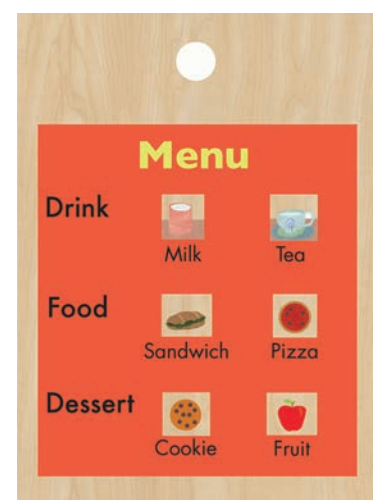 Menu
Drink
Milk Tea
Food
Sandwich Pizza
Dessert
Cookie Fruit